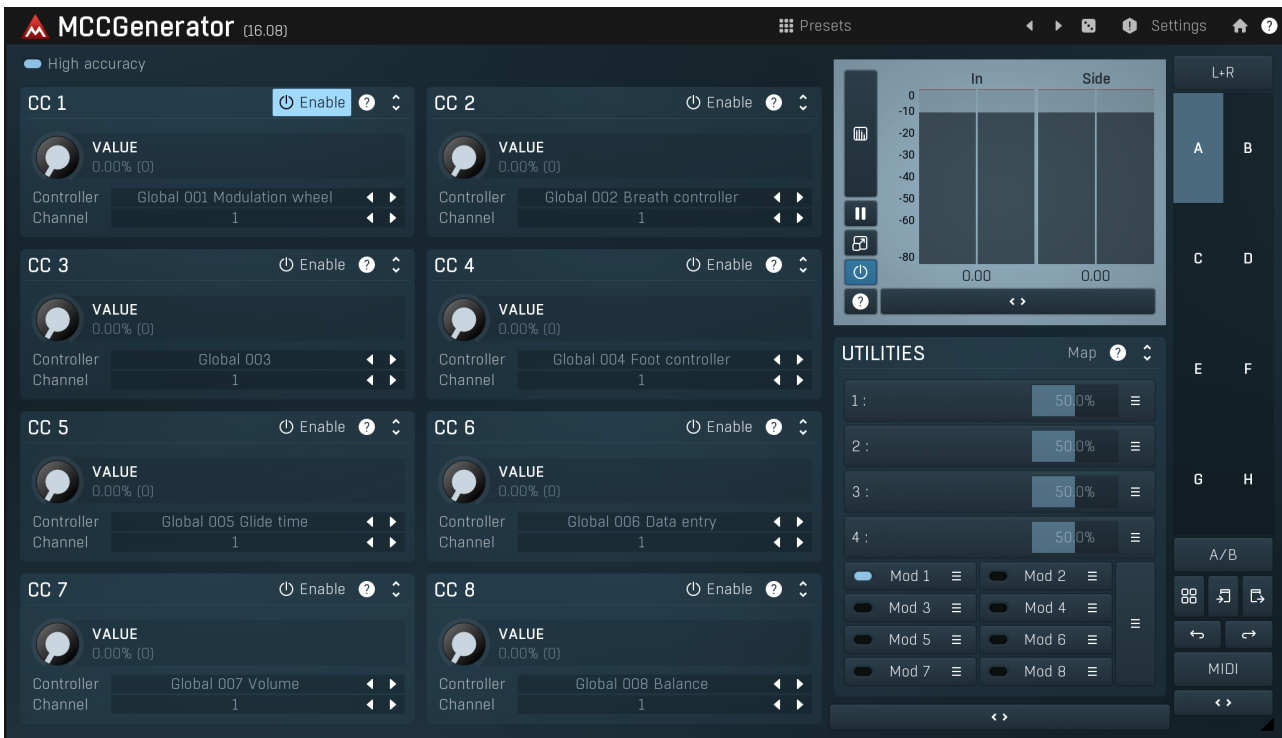 MCCGenerator (16.08)
Presets
Settings
High accuracy
CC 1 Enable
VALUE
0.00% (0)
Controller Global 001 Modulation wheel
Channel 1
CC 2 Enable
VALUE
0.00% (0)
Controller Global 002 Breath controller
Channel 1
CC 3 Enable
VALUE
0.00% (0)
Controller Global 003
Channel 1
CC 4 Enable
VALUE
0.00% (0)
Controller Global 004 Foot controller
Channel 1
CC 5 Enable
VALUE
0.00% (0)
Controller Global 005 Glide time
Channel 1
CC 6 Enable
VALUE
0.00% (0)
Controller Global 006 Data entry
Channel 1
CC 7 Enable
VALUE
0.00% (0)
Controller Global 007 Volume
Channel 1
CC 8 Enable
VALUE
0.00% (0)
Controller Global 008 Balance
Channel 1
In Side
0
-10
-20
-30
-40
-50
-60
-80
0.00 0.00
UTILITIES Map
1 : 50.0%
2 : 50.0%
3 : 50.0%
4 : 50.0%
Mod 1 Mod 2
Mod 3 Mod 4
Mod 5 Mod 6
Mod 7 Mod 8
L+R
A B
C D
E F
G H
A/B
MIDI